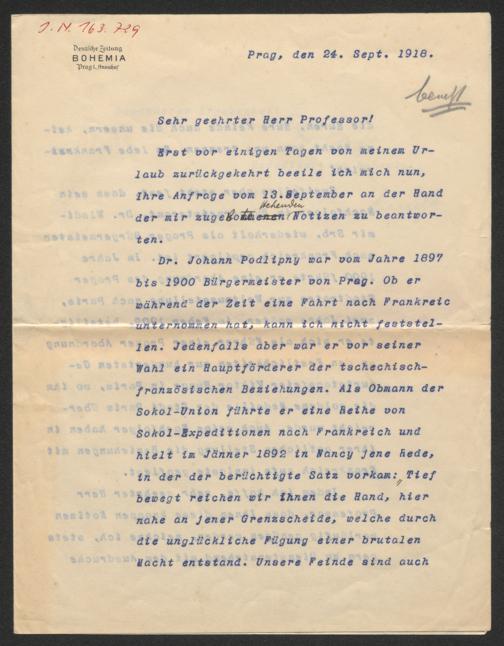 J.N. 163.729
Deutsche Zeitung
BOHEMIA
Prag, den 24. Sept. 1918.
Sehr geehrter Herr Professor!
Erst vor einigen Tagen von meinem Ur-
laub zurückgekehrt beeile ich mich nun,
Ihre Anfrage vom 13. September an der Hand
der mir zugebotenen stehenden Notizen zu beantwor-
ten.
Dr. Johann Podlipny war vom Jahre 1897
bis 1900 Bürgermeister von Prag. Ob er
während der Zeit eine Fahrt nach Frankreic
unternommen hat, kann ich nicht feststel-
len. Jedenfalls aber war er vor seiner
Wahl ein Hauptförderer der tschechisch-
französischen Beziehungen. Als Obmann der
Sokol-Union führte er eine Reihe von
Sokol-Expeditionen nach Frankreich und
hielt im Jänner 1892 in Nancy jene Rede,
in der der berüchtigte Satz vorkam: "Tief
bewegt reichen wir Ihnen die Hand, hier
nahe an jener Grenzscheide, welche durch
die unglückliche Fügung einer brutalen
Macht entstand. Unsere Feinde sind auch